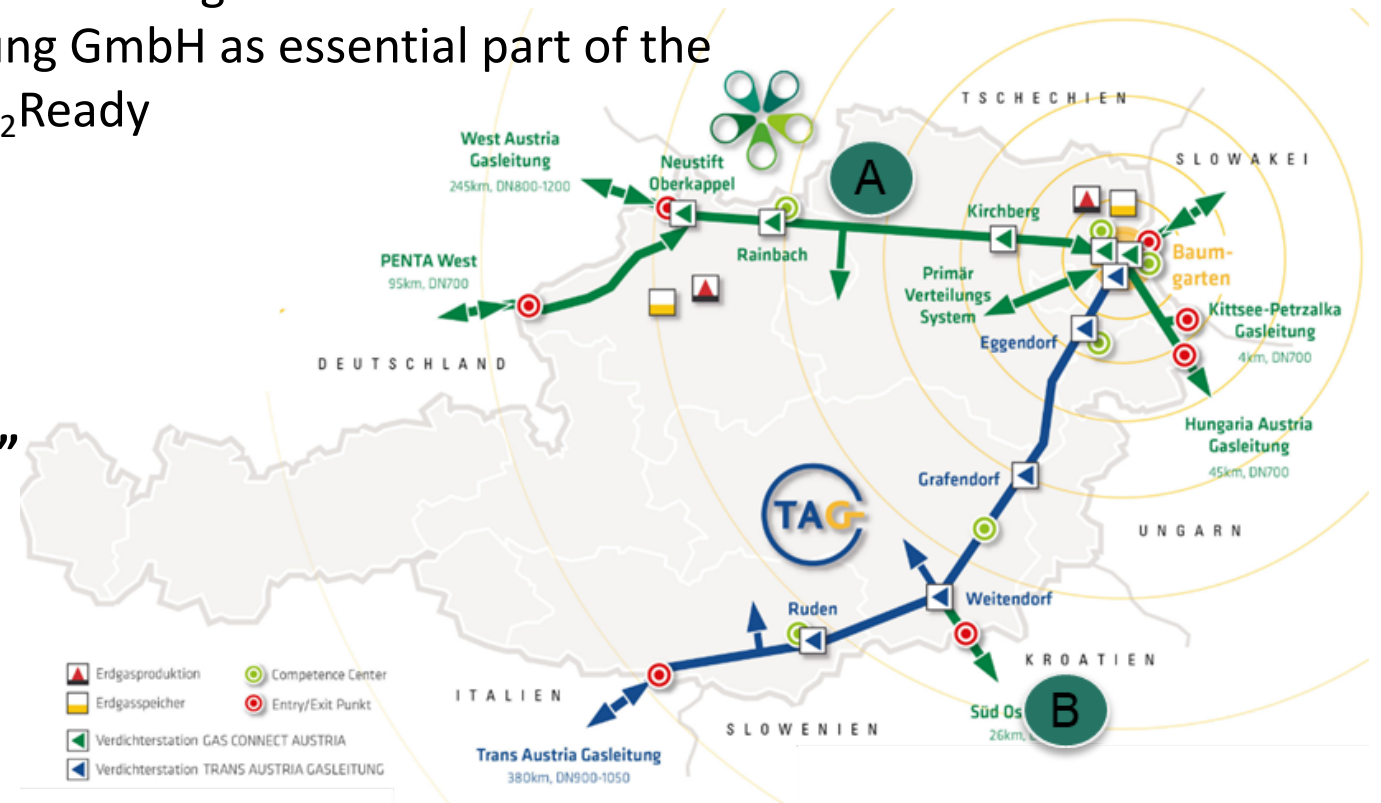 ung GmbH as essential part of the
2Ready
”
TSCHECHIEN
SLOWAKEI
West Austria
Gasleitung
245km, DN800-1200
Neustift
Oberkappel
A
Kirchberg
Rainbach
Baum-
garten
PENTA West
95km, DN700
Primär
Verteilungs
System
Kittsee-Petrzalka
Gasleitung
4km, DN700
Eggendorf
DEUTSCHLAND
Hungaria Austria
Gasleitung
45km, DN700
Grafendorf
TAG
UNGARN
Weitendorf
Ruden
KROATIEN
ITALIEN
Süd Os
B
26km,
SLOWENIEN
Trans Austria Gasleitung
380km, DN900-1050
Erdgasproduktion
Competence Center
Erdgasspeicher
Entry/Exit Punkt
Verdichterstation GAS CONNECT AUSTRIA
Verdichterstation TRANS AUSTRIA GASLEITUNG